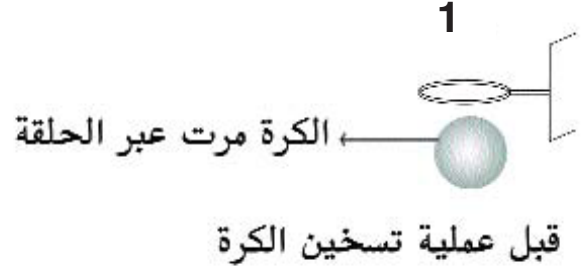 1
الكرة مرت عبر الحلقة
قبل عملية تسخين الكرة